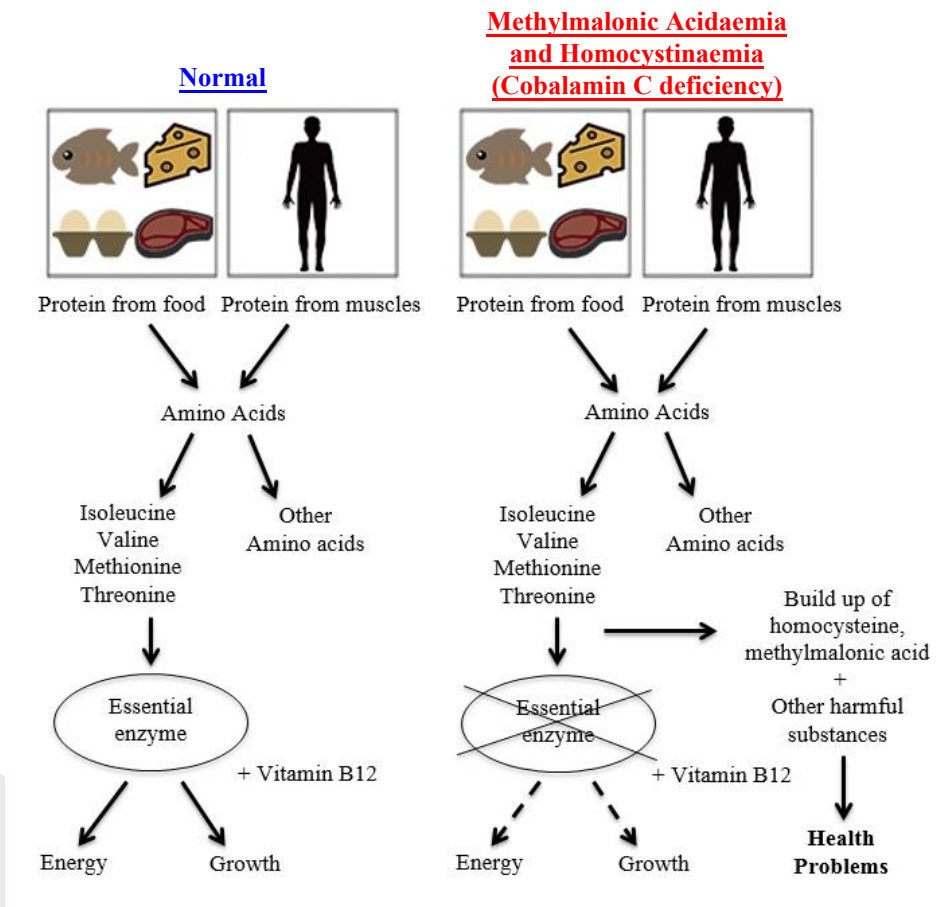 Normal
Protein from food
Protein from muscles
Amino Acids
Isoleucine
Valine
Methionine
Threonine
Other
Amino acids
Essential
enzyme
+ Vitamin B12
Energy
Growth
Methylmalonic Acidaemia
and Homocystinaemia
(Cobalamin C deficiency)
Protein from food
Protein from muscles
Amino Acids
Isoleucine
Valine
Methionine
Threonine
Other
Amino acids
Build up of
homocysteine,
methylmalonic acid
+
Other harmful
substances
Essential
enzyme
+ Vitamin B12
Energy
Growth
Health
Problems